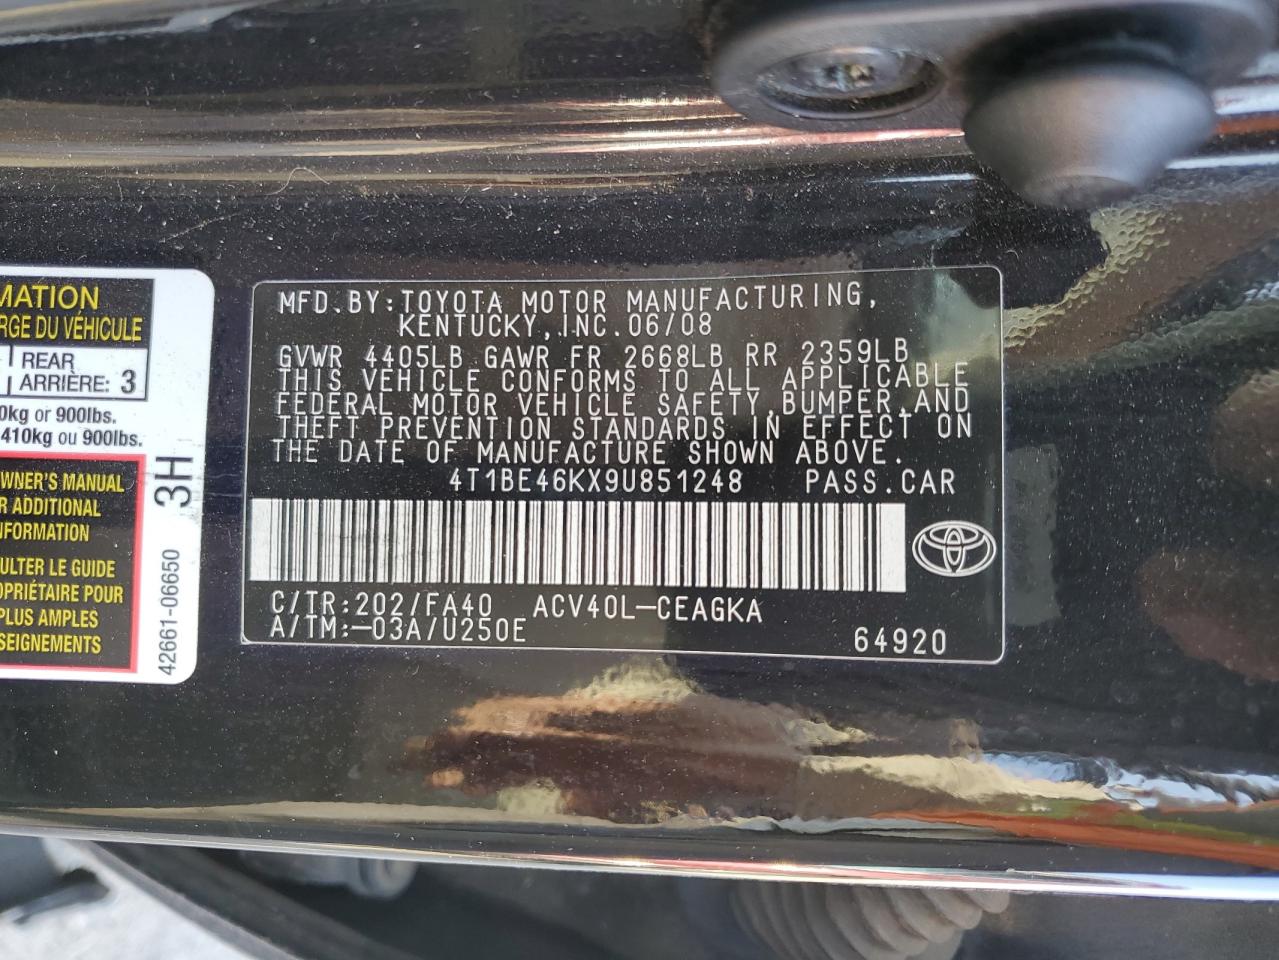 MATION
RGE DU VÉHICULE
REAR
ARRIÈRE: 3
0kg or 900lbs.
410kg ou 900lbs.
OWNER'S MANUAL
R ADDITIONAL
NFORMATION
ULTER LE GUIDE
OPRIÉTAIRE POUR
PLUS AMPLES
SEIGNEMENTS
3H
42661-06650
MFD.BY:TOYOTA MOTOR MANUFACTURING,
KENTUCKY,INC.06/08
GVWR 4405LB GAWR FR 2668LB RR 2359LB
THIS VEHICLE CONFORMS TO ALL APPLICABLE
FEDERAL MOTOR VEHICLE SAFETY,BUMPER,AND
THEFT PREVENTION STANDARDS IN EFFECT ON
THE DATE OF MANUFACTURE SHOWN ABOVE.
4T1BE46KX9U851248 PASS.CAR
C/TR:202/FA40 ACV40L-CEAGKA
A/TM:-03A/U250E
64920